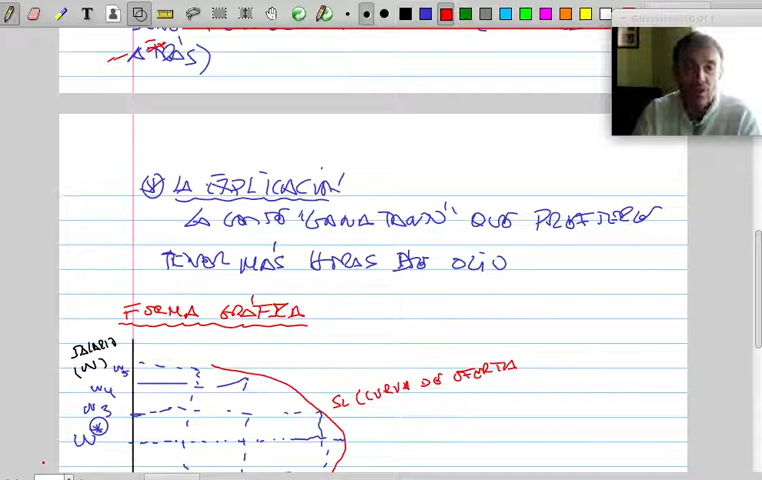 ATRÁS)
LA EXPLICACIÓN
LA GENTE "GANA TANTO" QUE PREFIERE
TENER MÁS HORAS DE OCIO
FORMA GRÁFICA
SALARIO
(W)
W5
W4
W3
W*
SL (CURVA DE OFERTA